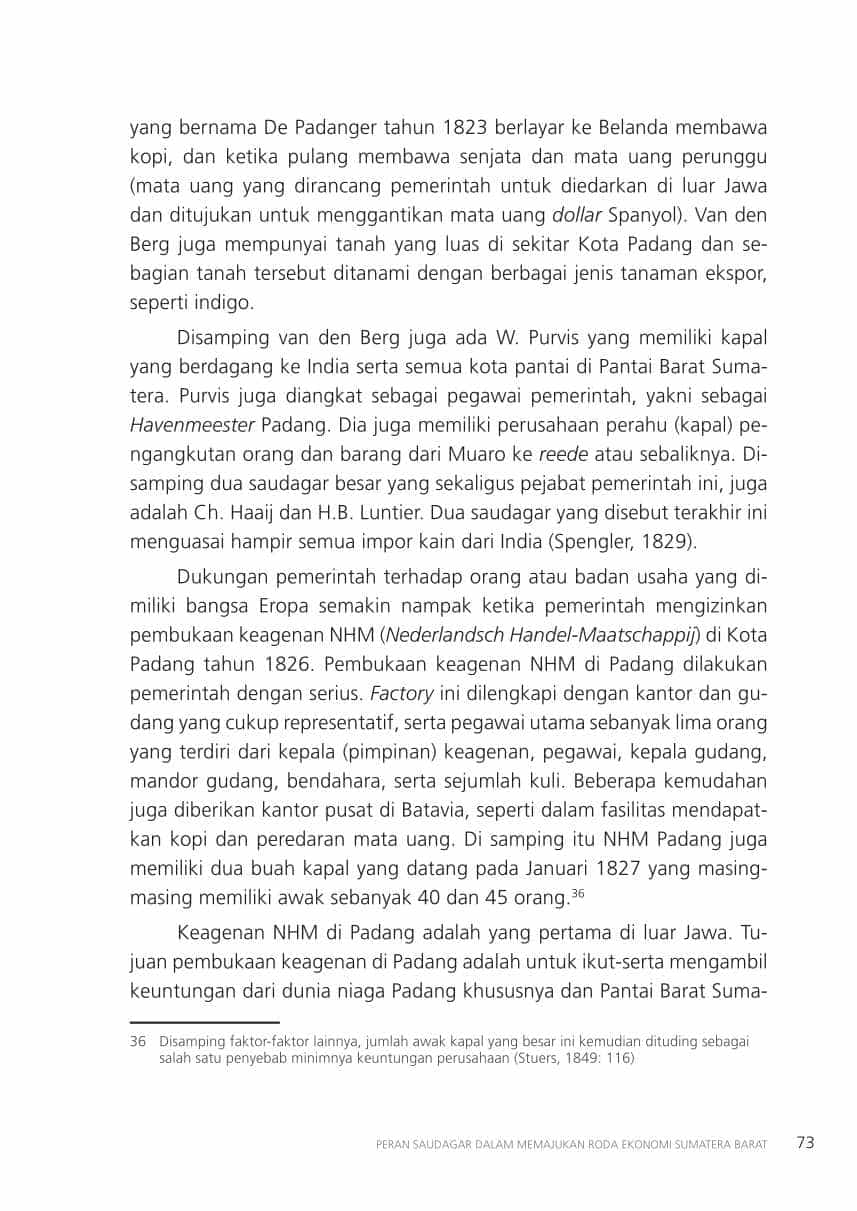 yang bernama De Padanger tahun 1823 berlayar ke Belanda membawa
kopi, dan ketika pulang membawa senjata dan mata uang perunggu
(mata uang yang dirancang pemerintah untuk diedarkan di luar Jawa
dan ditujukan untuk menggantikan mata uang dollar Spanyol). Van den
Berg juga mempunyai tanah yang luas di sekitar Kota Padang dan se-
bagian tanah tersebut ditanami dengan berbagai jenis tanaman ekspor,
seperti indigo.
Disamping van den Berg juga ada W. Purvis yang memiliki kapal
yang berdagang ke India serta semua kota pantai di Pantai Barat Suma-
tera. Purvis juga diangkat sebagai pegawai pemerintah, yakni sebagai
Havenmeester Padang. Dia juga memiliki perusahaan perahu (kapal) pe-
ngangkutan orang dan barang dari Muaro ke reede atau sebaliknya. Di-
samping dua saudagar besar yang sekaligus pejabat pemerintah ini, juga
adalah Ch. Haaij dan H.B. Luntier. Dua saudagar yang disebut terakhir ini
menguasai hampir semua impor kain dari India (Spengler, 1829).
Dukungan pemerintah terhadap orang atau badan usaha yang di-
miliki bangsa Eropa semakin nampak ketika pemerintah mengizinkan
pembukaan keagenan NHM (Nederlandsch Handel-Maatschappij) di Kota
Padang tahun 1826. Pembukaan keagenan NHM di Padang dilakukan
pemerintah dengan serius. Factory ini dilengkapi dengan kantor dan gu-
dang yang cukup representatif, serta pegawai utama sebanyak lima orang
yang terdiri dari kepala (pimpinan) keagenan, pegawai, kepala gudang,
mandor gudang, bendahara, serta sejumlah kuli. Beberapa kemudahan
juga diberikan kantor pusat di Batavia, seperti dalam fasilitas mendapat-
kan kopi dan peredaran mata uang. Di samping itu NHM Padang juga
memiliki dua buah kapal yang datang pada Januari 1827 yang masing-
masing memiliki awak sebanyak 40 dan 45 orang.36
Keagenan NHM di Padang adalah yang pertama di luar Jawa. Tu-
juan pembukaan keagenan di Padang adalah untuk ikut-serta mengambil
keuntungan dari dunia niaga Padang khususnya dan Pantai Barat Suma-
36 Disamping faktor-faktor lainnya, jumlah awak kapal yang besar ini kemudian dituding sebagai
salah satu penyebab minimnya keuntungan perusahaan (Stuers, 1849: 116)
PERAN SAUDAGAR DALAM MEMAJUKAN RODA EKONOMI SUMATERA BARAT 73